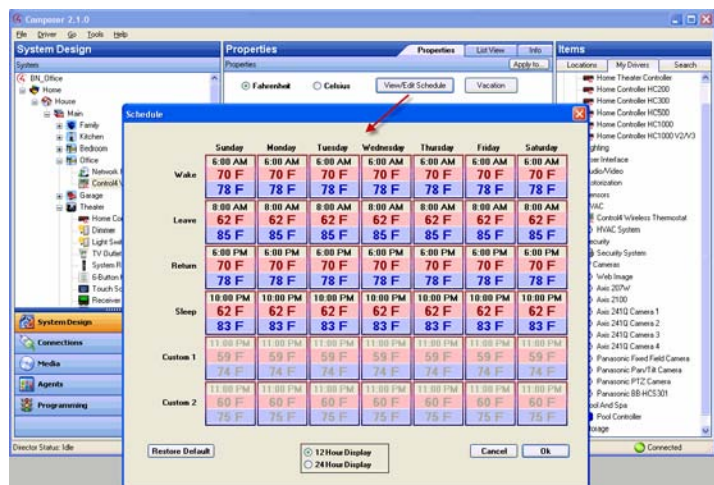 Composer 2.1.0
File Driver Go Tools Help
System Design
Properties
Properties List View Info
Items
System
Properties
Apply to...
Locations My Drivers Search
BN_Office
Home
House
Main
Family
Kitchen
Bedroom
Office
Network
Control4
Garage
Theater
Home
Dimmer
Light
TV Outlet
System
6-Button
Touch
Receiver
Fahrenheit Celsius View/Edit Schedule Vacation
Home Theater Controller
Home Controller HC200
Home Controller HC300
Home Controller HC500
Home Controller HC1000
Home Controller HC1000 V2/V3
Control4 Wireless Thermostat
HVAC System
Security System
Cameras
Web Image
Axis 207W
Axis 2100
Axis 241Q Camera 1
Axis 241Q Camera 2
Axis 241Q Camera 3
Axis 241Q Camera 4
Panasonic Fixed Field Camera
Panasonic Pan/Tilt Camera
Panasonic PTZ Camera
Panasonic BB-HCS301
Pool Controller
Schedule
Sunday Monday Tuesday Wednesday Thursday Friday Saturday
6:00 AM 6:00 AM 6:00 AM 6:00 AM 6:00 AM 6:00 AM 6:00 AM
Wake 70 F 70 F 70 F 70 F 70 F 70 F 70 F
78 F 78 F 78 F 78 F 78 F 78 F 78 F
8:00 AM 8:00 AM 8:00 AM 8:00 AM 8:00 AM 8:00 AM 8:00 AM
Leave 62 F 62 F 62 F 62 F 62 F 62 F 62 F
85 F 85 F 85 F 85 F 85 F 85 F 85 F
6:00 PM 6:00 PM 6:00 PM 6:00 PM 6:00 PM 6:00 PM 6:00 PM
Return 70 F 70 F 70 F 70 F 70 F 70 F 70 F
78 F 78 F 78 F 78 F 78 F 78 F 78 F
10:00 PM 10:00 PM 10:00 PM 10:00 PM 10:00 PM 10:00 PM 10:00 PM
Sleep 62 F 62 F 62 F 62 F 62 F 62 F 62 F
83 F 83 F 83 F 83 F 83 F 83 F 83 F
11:00 PM 11:00 PM 11:00 PM 11:00 PM 11:00 PM 11:00 PM 11:00 PM
Custom 1 59 F 59 F 59 F 59 F 59 F 59 F 59 F
74 F 74 F 74 F 74 F 74 F 74 F 74 F
11:00 PM 11:00 PM 11:00 PM 11:00 PM 11:00 PM 11:00 PM 11:00 PM
Custom 2 60 F 60 F 60 F 60 F 60 F 60 F 60 F
75 F 75 F 75 F 75 F 75 F 75 F 75 F
Restore Default 12 Hour Display Cancel Ok
24 Hour Display
System Design
Connections
Media
Agents
Programming
Director Status: Idle
Connected